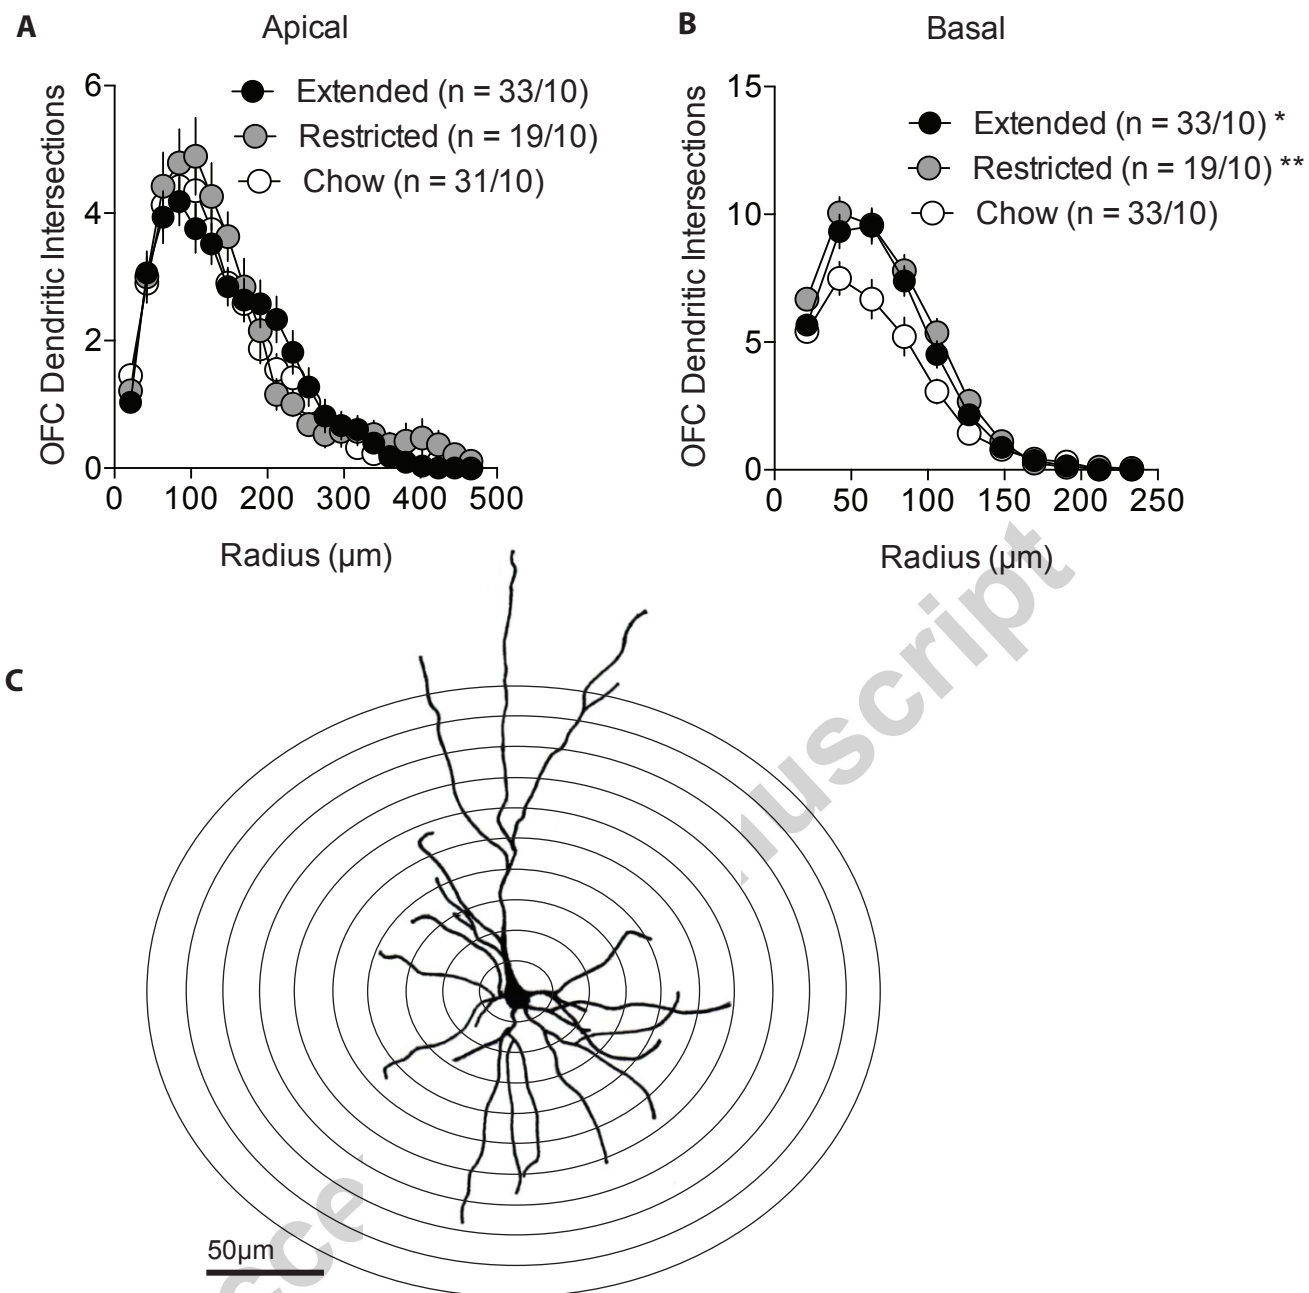 A
Apical
6
4
2
0
OFC Dendritic Intersections
Extended (n = 33/10)
Restricted (n = 19/10)
Chow (n = 31/10)
0 100 200 300 400 500
Radius (µm)
B
Basal
15
10
5
0
OFC Dendritic Intersections
Extended (n = 33/10) *
Restricted (n = 19/10) **
Chow (n = 33/10)
0 50 100 150 200 250
Radius (µm)
C
50µm